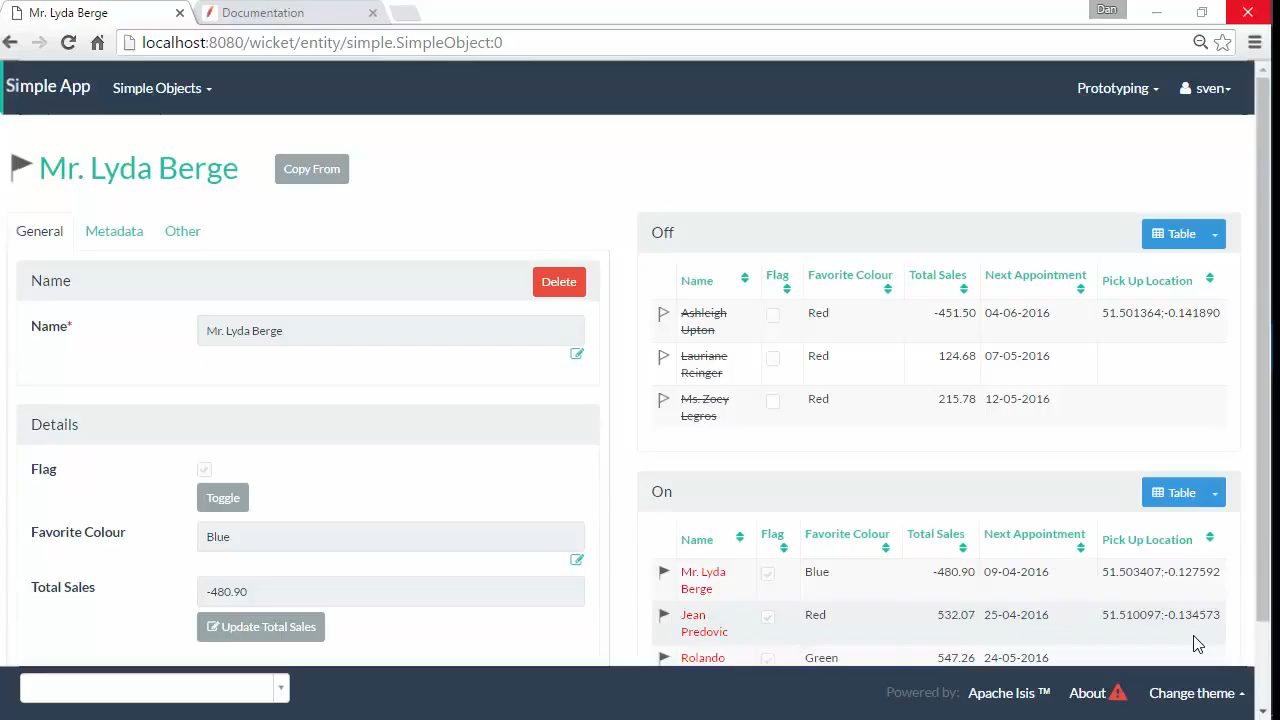 Mr. Lyda Berge
Documentation
Dan
localhost:8080/wicket/entity/simple.SimpleObject:0
Simple App
Simple Objects
Prototyping
sven
Mr. Lyda Berge
Copy From
General
Metadata
Other
Name
Delete
Name*
Mr. Lyda Berge
Details
Flag
Toggle
Favorite Colour
Blue
Total Sales
-480.90
Update Total Sales
Off
Table
Name Flag Favorite Colour Total Sales Next Appointment Pick Up Location
Ashleigh Upton Red -451.50 04-06-2016 51.501364;-0.141890
Lauriane Reinger Red 124.68 07-05-2016
Ms. Zoey Legros Red 215.78 12-05-2016
On
Table
Name Flag Favorite Colour Total Sales Next Appointment Pick Up Location
Mr. Lyda Berge Blue -480.90 09-04-2016 51.503407;-0.127592
Jean Predovic Red 532.07 25-04-2016 51.510097;-0.134573
Rolando Green 547.26 24-05-2016
Powered by: Apache Isis ™
About
Change theme